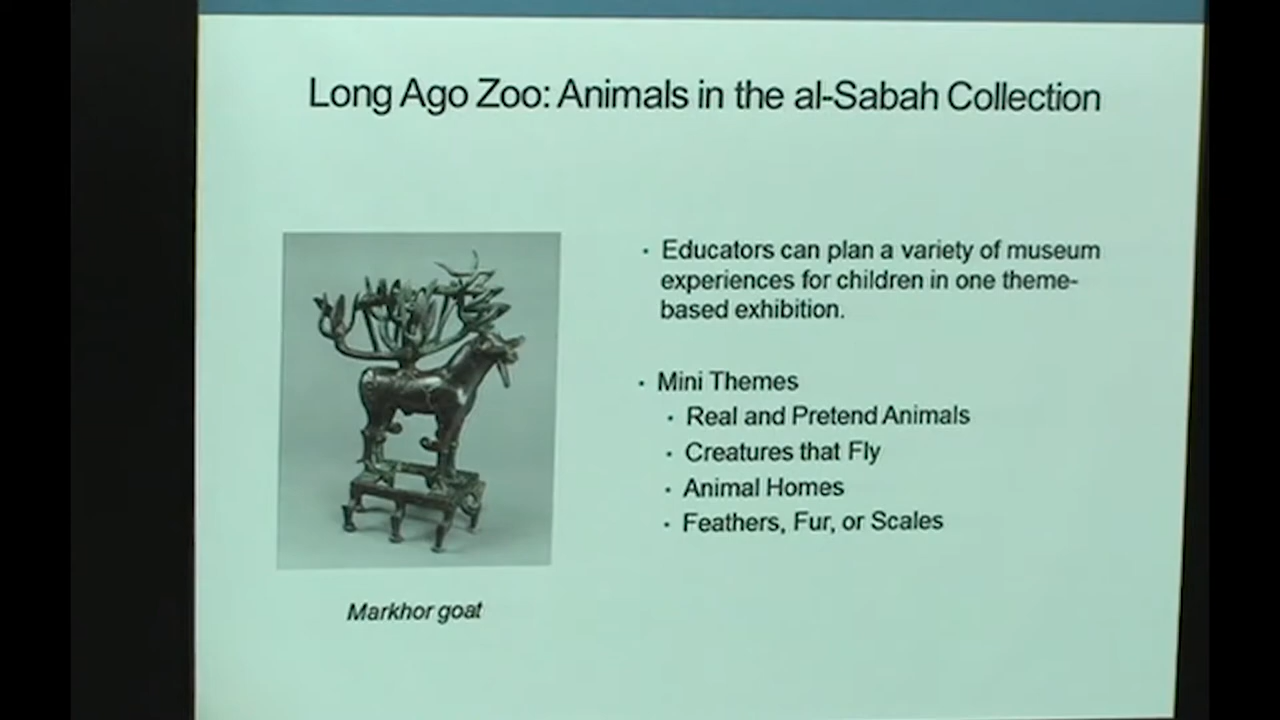 Long Ago Zoo: Animals in the al-Sabah Collection
• Educators can plan a variety of museum
experiences for children in one theme-
based exhibition.
• Mini Themes
• Real and Pretend Animals
• Creatures that Fly
• Animal Homes
• Feathers, Fur, or Scales
Markhor goat